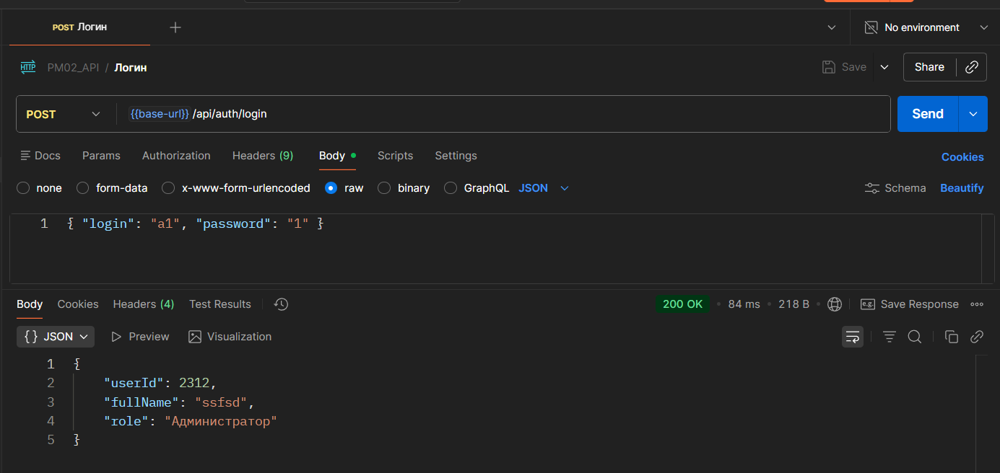 POST Логин
No environment
HTTP PM02_API / Логин Save Share
POST {{base-url}} /api/auth/login Send
Docs Params Authorization Headers (9) Body Scripts Settings Cookies
none form-data x-www-form-urlencoded raw binary GraphQL JSON Schema Beautify
1 { "login": "a1", "password": "1" }
Body Cookies Headers (4) Test Results 200 OK 84 ms 218 B e.g. Save Response
{} JSON Preview Visualization
1 {
2 "userId": 2312,
3 "fullName": "ssfsd",
4 "role": "Администратор"
5 }